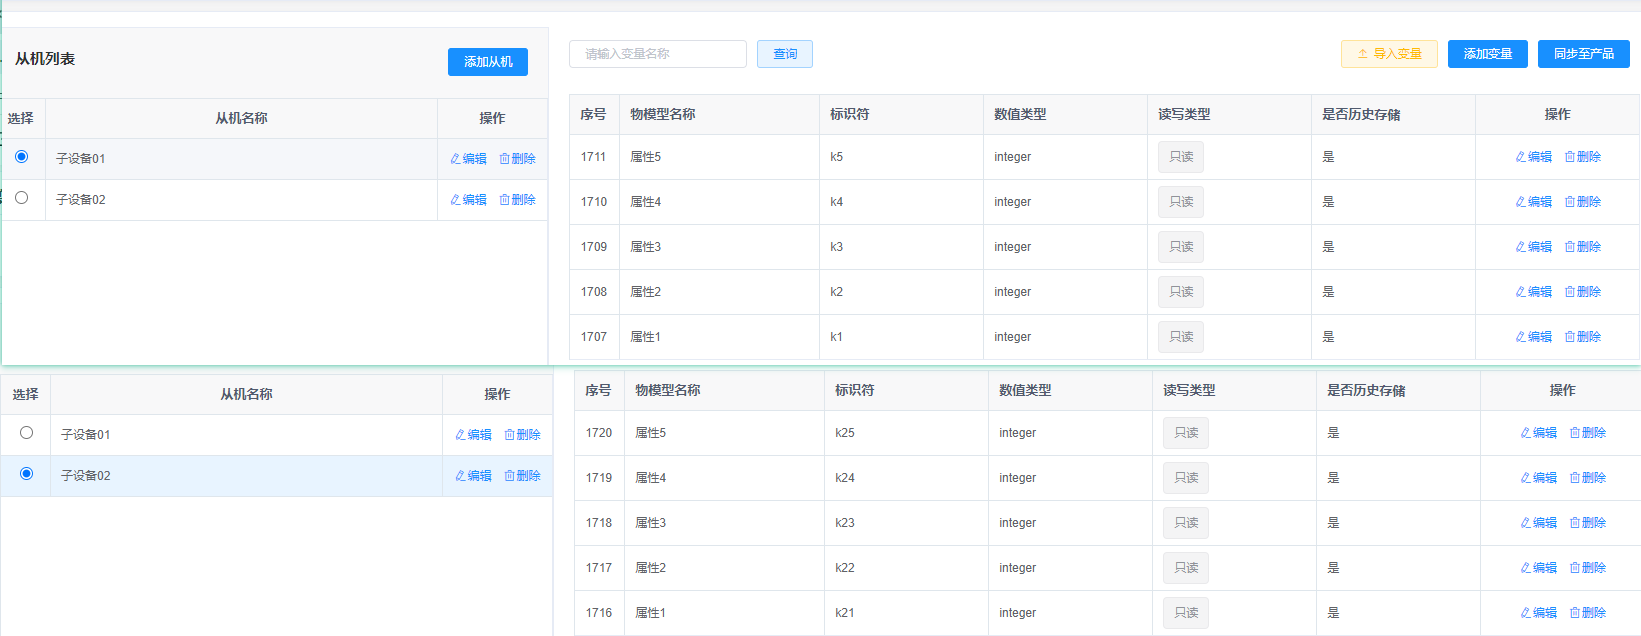 从机列表 添加从机
选择 从机名称 操作
子设备01 编辑 删除
子设备02 编辑 删除
请输入变量名称 查询 导入变量 添加变量 同步至产品
序号 物模型名称 标识符 数值类型 读写类型 是否历史存储 操作
1711 属性5 k5 integer 只读 是 编辑 删除
1710 属性4 k4 integer 只读 是 编辑 删除
1709 属性3 k3 integer 只读 是 编辑 删除
1708 属性2 k2 integer 只读 是 编辑 删除
1707 属性1 k1 integer 只读 是 编辑 删除
选择 从机名称 操作
子设备01 编辑 删除
子设备02 编辑 删除
序号 物模型名称 标识符 数值类型 读写类型 是否历史存储 操作
1720 属性5 k25 integer 只读 是 编辑 删除
1719 属性4 k24 integer 只读 是 编辑 删除
1718 属性3 k23 integer 只读 是 编辑 删除
1717 属性2 k22 integer 只读 是 编辑 删除
1716 属性1 k21 integer 只读 是 编辑 删除